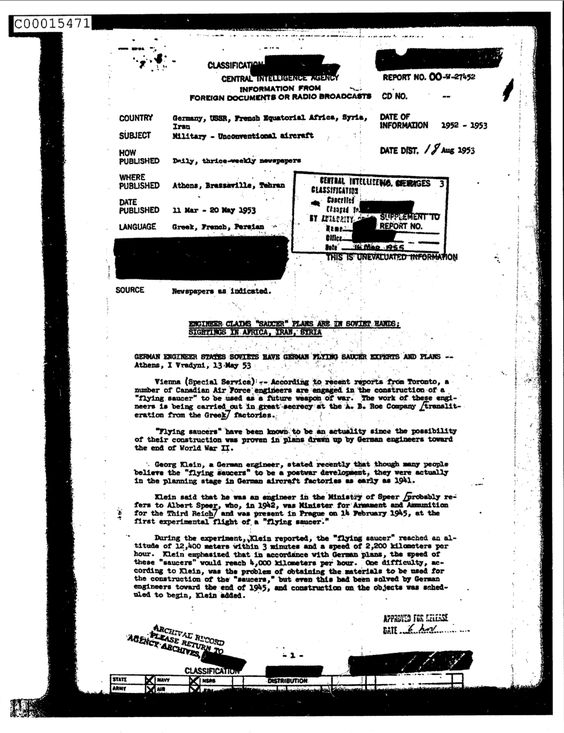 C00015471
CLASSIFICATION
CENTRAL INTELLIGENCE AGENCY
REPORT NO. 00-W-27452
INFORMATION FROM
FOREIGN DOCUMENTS OR RADIO BROADCASTS
CD NO. --
COUNTRY Germany, USSR, French Equatorial Africa, Syria,
Iran
DATE OF
INFORMATION 1952 - 1953
SUBJECT Military - Unconventional aircraft
HOW
PUBLISHED Daily, thrice-weekly newspapers
DATE DIST. 18 Aug 1953
WHERE
PUBLISHED Athens, Brazzaville, Tehran
NO. OF PAGES 3
CENTRAL INTELLIGENCE
CLASSIFICATION
Cancelled
Changed to
BY AUTHORITY
Name
Office
Date 1955
DATE
PUBLISHED 11 Mar - 20 May 1953
SUPPLEMENT TO
REPORT NO.
LANGUAGE Greek, French, Persian
THIS IS UNEVALUATED INFORMATION
SOURCE Newspapers as indicated.
ENGINEER CLAIMS "SAUCER" PLANS ARE IN SOVIET HANDS;
SIGHTINGS IN AFRICA, IRAN, SYRIA
GERMAN ENGINEER STATES SOVIETS HAVE GERMAN FLYING SAUCER EXPERTS AND PLANS --
Athens, I Vradyni, 13 May 53
Vienna (Special Service) -- According to recent reports from Toronto, a
number of Canadian Air Force engineers are engaged in the construction of a
"flying saucer" to be used as a future weapon of war. The work of these engi-
neers is being carried out in great secrecy at the A. B. Roe Company /translit-
eration from the Greek/ factories.
"Flying saucers" have been known to be an actuality since the possibility
of their construction was proven in plans drawn up by German engineers toward
the end of World War II.
Georg Klein, a German engineer, stated recently that though many people
believe the "flying saucers" to be a postwar development, they were actually
in the planning stage in German aircraft factories as early as 1941.
Klein said that he was an engineer in the Ministry of Speer /probably re-
fers to Albert Speer, who, in 1942, was Minister for Armament and Ammunition
for the Third Reich/ and was present in Prague on 14 February 1945, at the
first experimental flight of a "flying saucer."
During the experiment, Klein reported, the "flying saucer" reached an al-
titude of 12,400 meters within 3 minutes and a speed of 2,200 kilometers per
hour. Klein emphasized that in accordance with German plans, the speed of
these "saucers" would reach 4,000 kilometers per hour. One difficulty, ac-
cording to Klein, was the problem of obtaining the materials to be used for
the construction of the "saucers," but even this had been solved by German
engineers toward the end of 1945, and construction on the objects was sched-
uled to begin, Klein added.
APPROVED FOR RELEASE
DATE
ARCHIVAL RECORD
PLEASE RETURN TO
AGENCY ARCHIVES,
- 1 -
CLASSIFICATION
STATE NAVY NSRB DISTRIBUTION
ARMY AIR